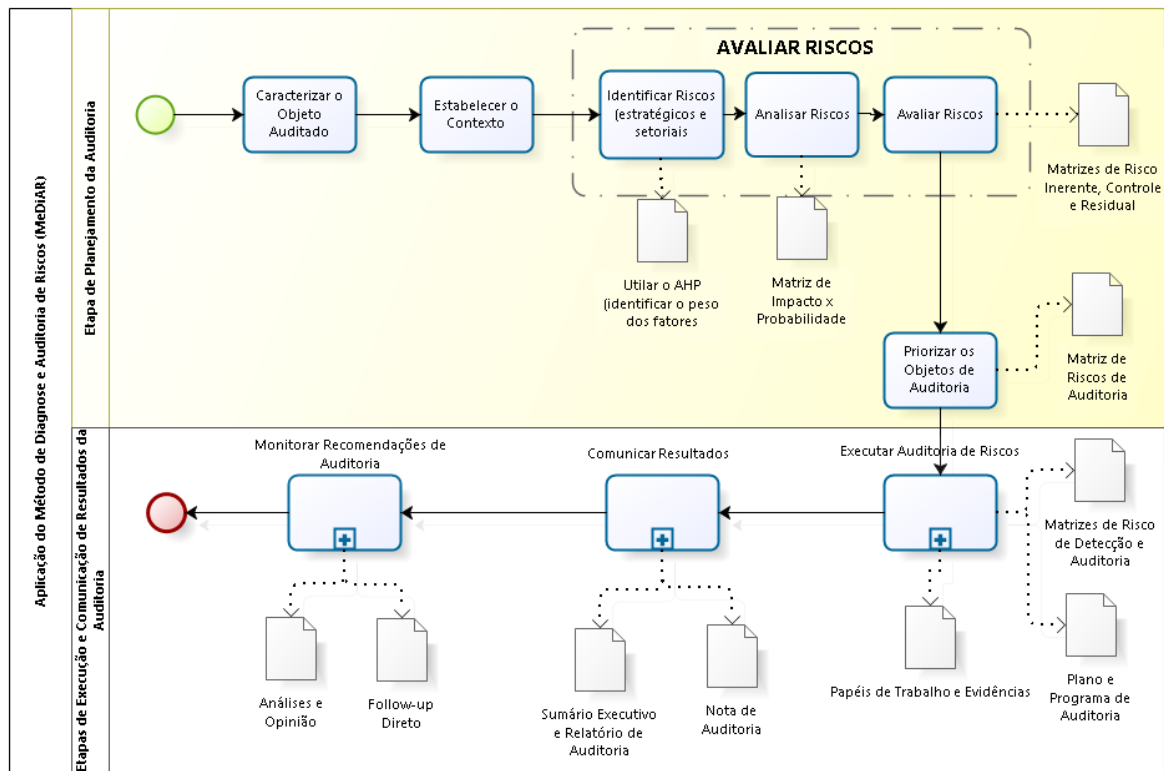 Aplicação do Método de Diagnose e Auditoria de Riscos (MeDiAR)
Etapa de Planejamento da Auditoria
AVALIAR RISCOS
Caracterizar o
Objeto
Auditado
Estabelecer o
Contexto
Identificar Riscos
(estratégicos e
setoriais
Analisar Riscos
Avaliar Riscos
Matrizes de Risco
Inerente, Controle
e Residual
Utilar o AHP
(identificar o peso
dos fatores
Matriz de
Impacto x
Probabilidade
Priorizar os
Objetos de
Auditoria
Matriz de
Riscos de
Auditoria
Etapas de Execução e Comunicação de Resultados da
Auditoria
Monitorar Recomendações de
Auditoria
Comunicar Resultados
Executar Auditoria de Riscos
Matrizes de Risco
de Detecção e
Auditoria
Análises e
Opinião
Follow-up
Direto
Sumário Executivo
e Relatório de
Auditoria
Nota de
Auditoria
Papéis de Trabalho e Evidências
Plano e
Programa de
Auditoria